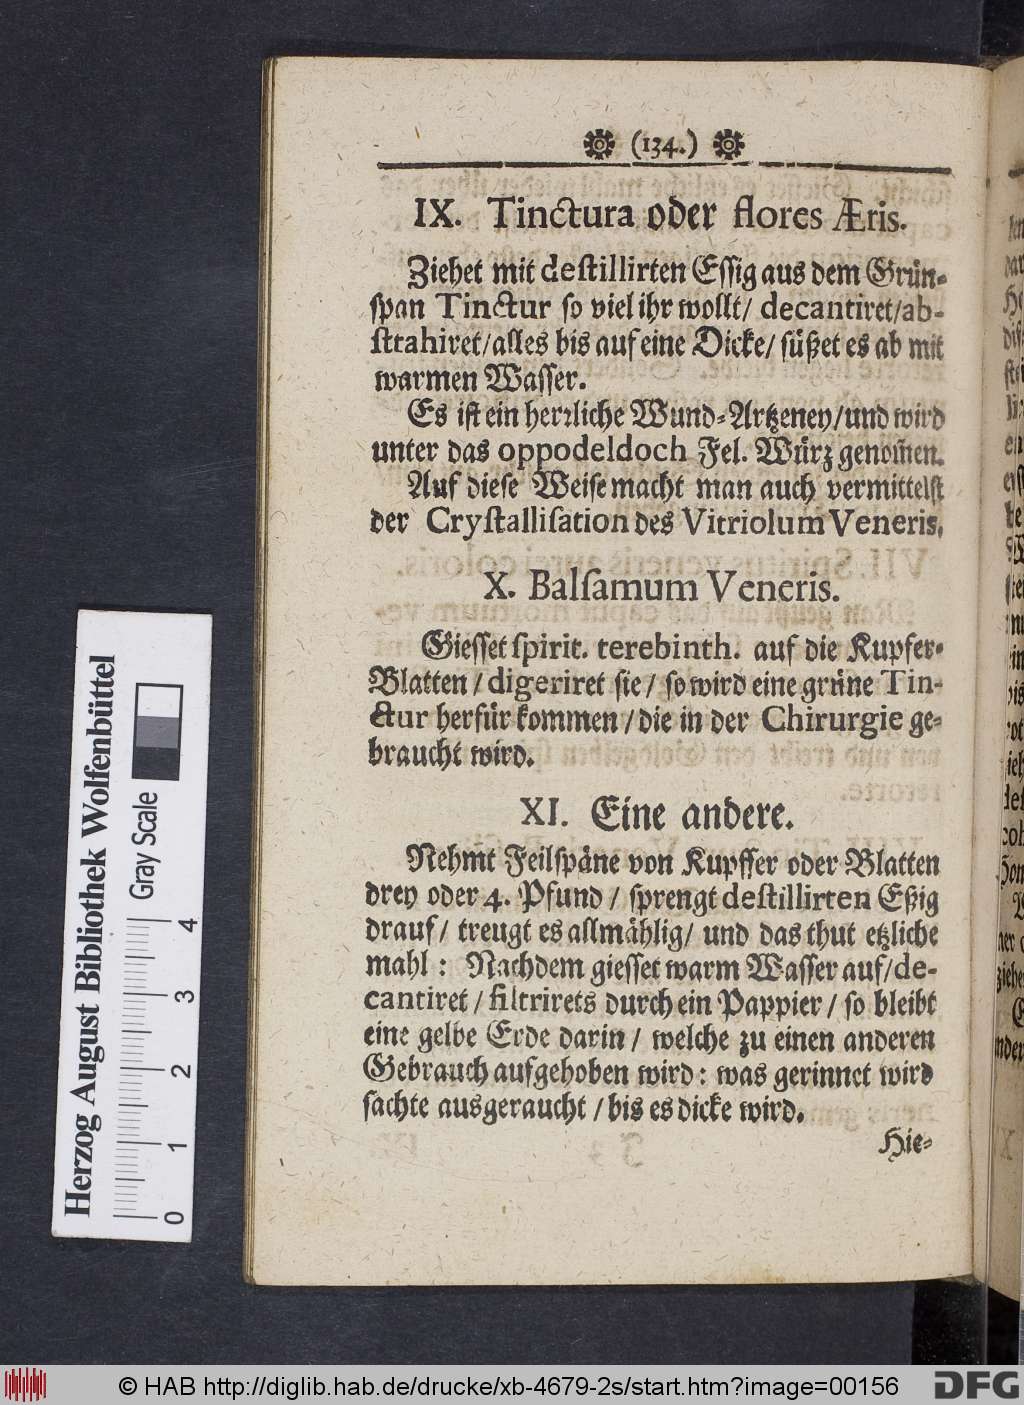 (134.)
IX. Tinctura oder flores Æris.
Ziehet mit deſtillirten Eſſig aus dem Grün-
ſpan Tinctur ſo viel ihr wollt/ decantiret/ab-
ſttahiret/alles bis auf eine Dicke/ ſüßet es ab mit
warmen Waſſer.
Es iſt ein herꝛliche Wund-Artzeney/und wird
unter das oppodeldoch Fel. Würz genom̃en.
Auf dieſe Weiſe macht man auch vermittelſt
der Cryſtalliſation des Vitriolum Veneris.
X. Balſamum Veneris.
Gieſſet ſpirit. terebinth. auf die Kupfer-
Blatten / digeriret ſie / ſo wird eine grüne Tin-
ctur herfür kommen / die in der Chirurgie ge-
braucht wird.
XI. Eine andere.
Nehmt Feilſpäne von Kupffer oder Blatten
drey oder 4. Pfund / ſprengt deſtillirten Eßig
drauf / treugt es allmählig/ und das thut etzliche
mahl : Nachdem gieſſet warm Waſſer auf/de-
cantiret / filtrirets durch ein Pappier / ſo bleibt
eine gelbe Erde darin / welche zu einen anderen
Gebrauch aufgehoben wird : was gerinnet wird
ſachte ausgeraucht / bis es dicke wird.
Hie-
Herzog August Bibliothek Wolfenbüttel
Gray Scale
0 1 2 3 4
© HAB http://diglib.hab.de/drucke/xb-4679-2s/start.htm?image=00156
DFG